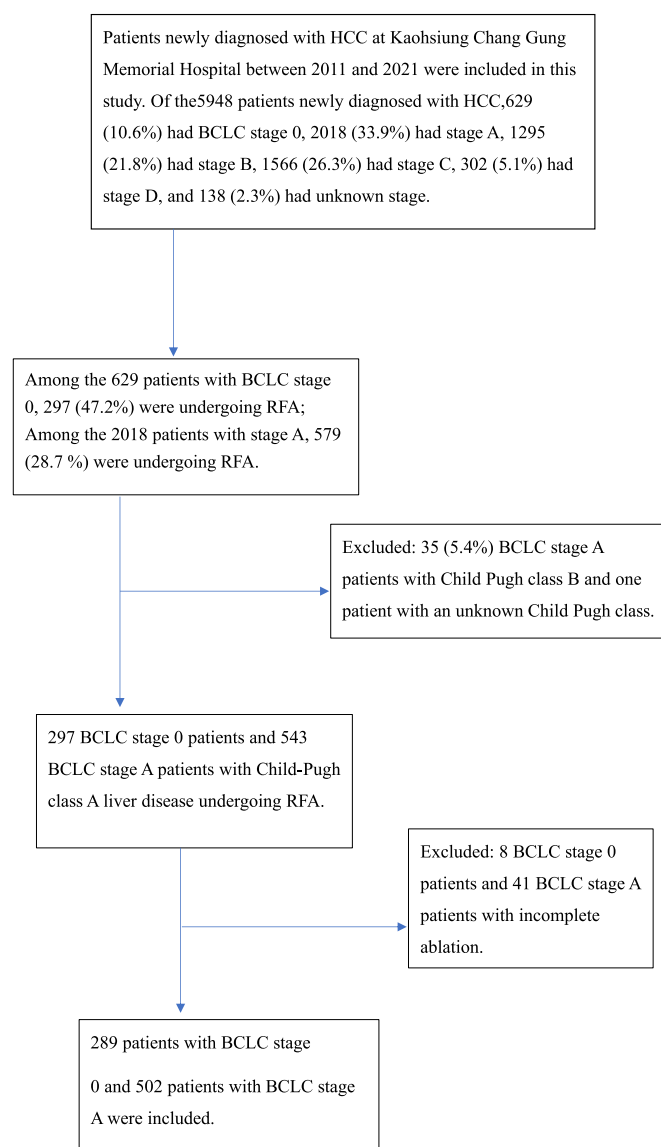 Patients newly diagnosed with HCC at Kaohsiung Chang Gung
Memorial Hospital between 2011 and 2021 were included in this
study. Of the5948 patients newly diagnosed with HCC,629
(10.6%) had BCLC stage 0, 2018 (33.9%) had stage A, 1295
(21.8%) had stage B, 1566 (26.3%) had stage C, 302 (5.1%) had
stage D, and 138 (2.3%) had unknown stage.
Among the 629 patients with BCLC stage
0, 297 (47.2%) were undergoing RFA;
Among the 2018 patients with stage A, 579
(28.7 %) were undergoing RFA.
Excluded: 35 (5.4%) BCLC stage A
patients with Child Pugh class B and one
patient with an unknown Child Pugh class.
297 BCLC stage 0 patients and 543
BCLC stage A patients with Child-Pugh
class A liver disease undergoing RFA.
Excluded: 8 BCLC stage 0
patients and 41 BCLC stage A
patients with incomplete
ablation.
289 patients with BCLC stage
0 and 502 patients with BCLC stage
A were included.